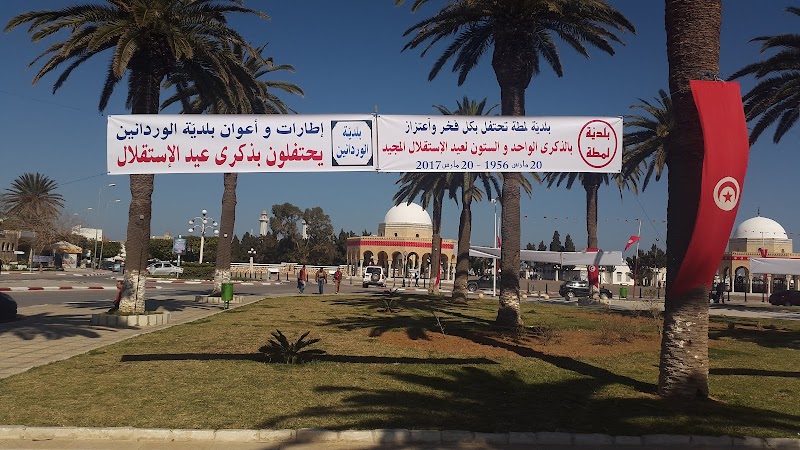 بلدية لمطة
بلدية لمطة تحتفل بكل فخر وأعتزاز
بالذكرى الواحد و الستون لعيد الإستقلال المجيد
20 مارس 1956 - 20 مارس 2017
بلدية
الوردانين
إطارات و أعوان بلدية الوردانين
يحتفلون بذكرى عيد الإستقلال